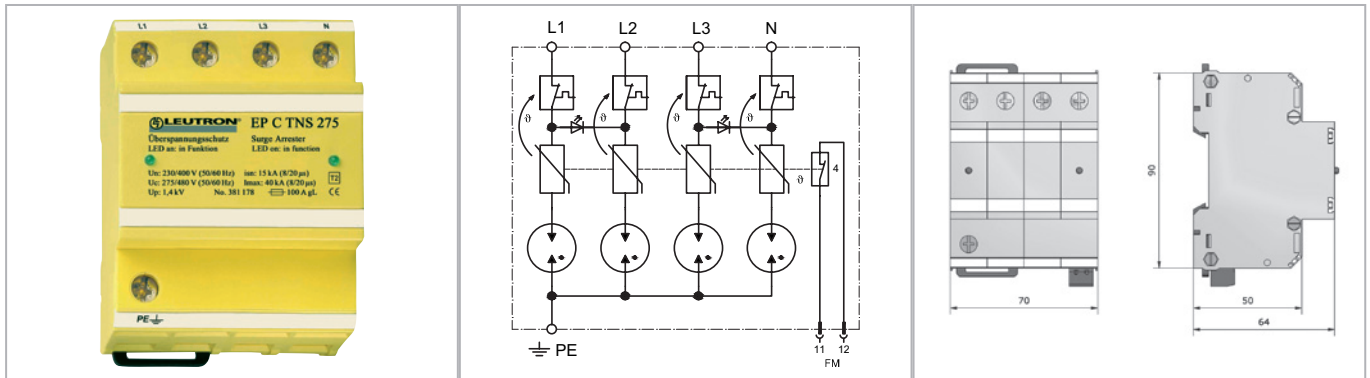 L1 L2 L3 N
LEUTRON® EP C TNS 275
Überspannungsschutz Surge Arrester
LED an: in Funktion LED on: in function
Un: 230/400 V (50/60 Hz) isn: 15 kA (8/20 µs)
Uc: 275/480 V (50/60 Hz) Imax: 40 kA (8/20 µs)
T2
Up: 1,4 kV No. 381 178 100 A gL CE
PE
L1 L2 L3 N
ϑ ϑ ϑ ϑ
ϑ 4
PE
11 12
FM
90
70
50
64